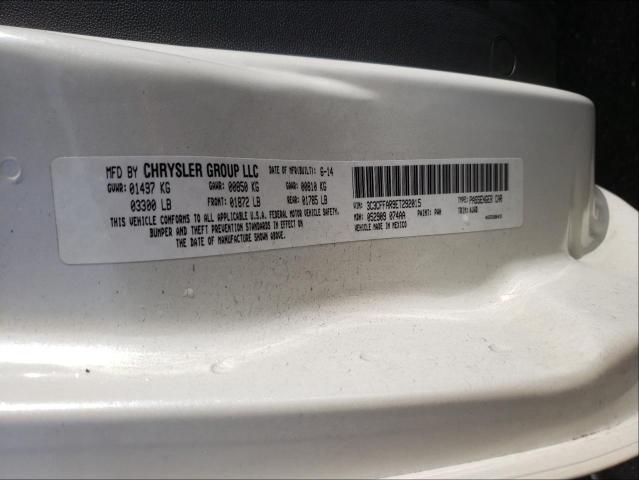 MFD BY CHRYSLER GROUP LLC DATE OF MFD(BUILT): 6-14
GVWR: 01497 KG GAWR: 00850 KG GAWR: 00810 KG
03300 LB FRONT: 01872 LB REAR: 01785 LB
THIS VEHICLE CONFORMS TO ALL APPLICABLE U.S.A. FEDERAL MOTOR VEHICLE SAFETY,
BUMPER AND THEFT PREVENTION STANDARDS IN EFFECT ON
THE DATE OF MANUFACTURE SHOWN ABOVE.
VIN: 3C3CFFAR9ET292015 TYPE: PASSENGER CAR
MDH: 052909 074AA PAINT: PWN TRIM:
VEHICLE MADE IN MEXICO